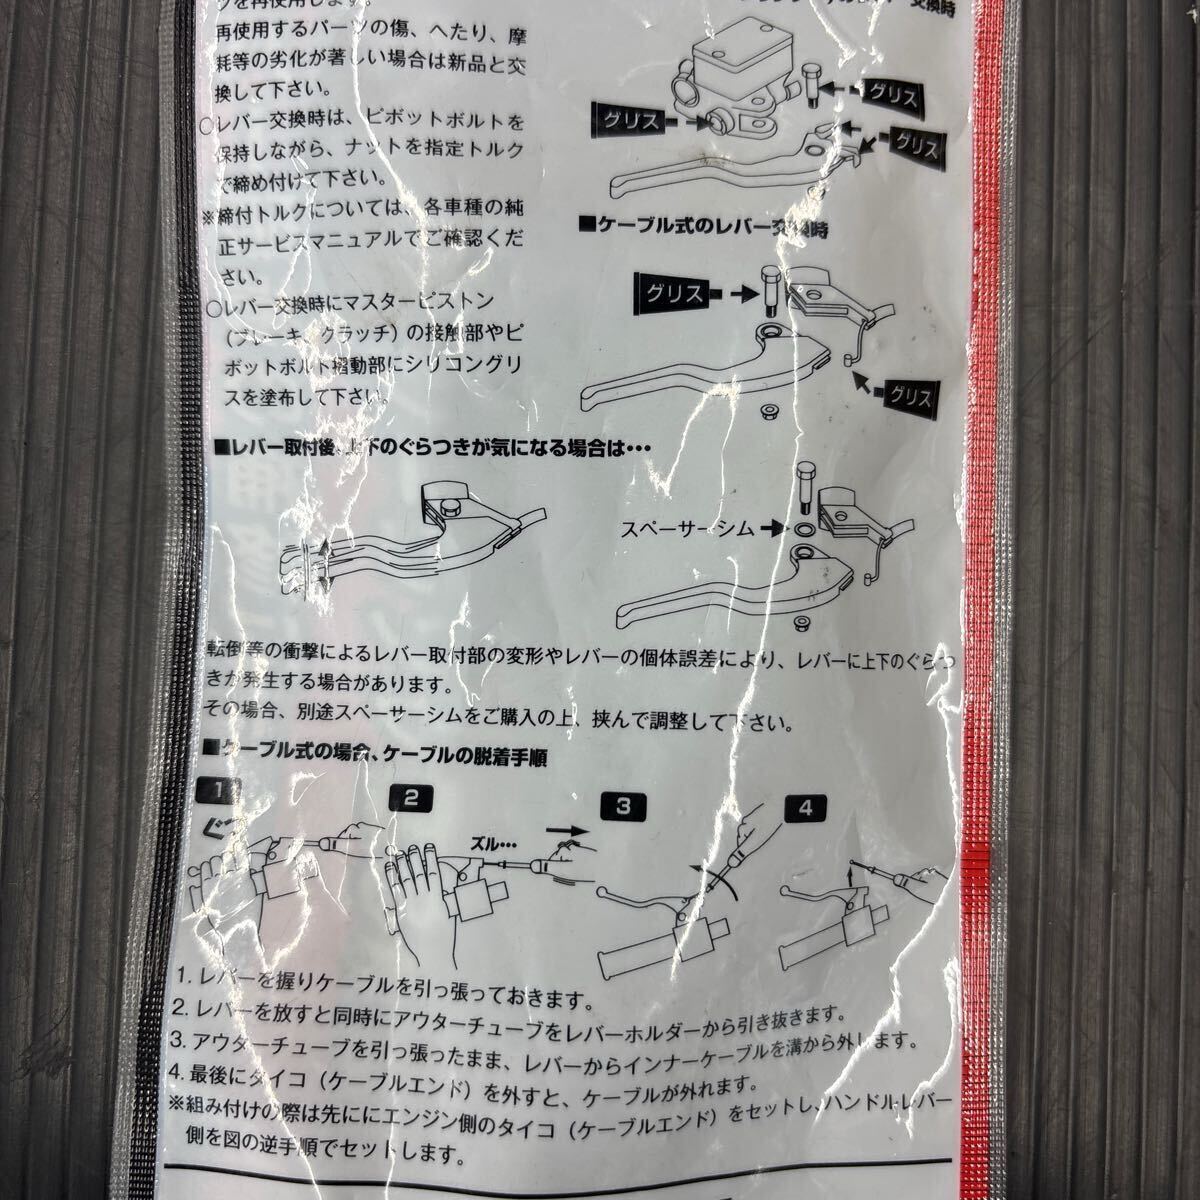 を再使用します。
再使用するパーツの傷、へたり、摩
耗等の劣化が著しい場合は新品と交
換して下さい。
○レバー交換時は、ピボットボルトを
保持しながら、ナットを指定トルク
で締め付けて下さい。
※締付トルクについては、各車種の純
正サービスマニュアルでご確認くだ
さい。
○レバー交換時にマスターピストン
(ブレーキ、クラッチ)の接触部やピ
ボットボルト摺動部にシリコングリ
スを塗布して下さい。
交換時
グリス
グリス
グリス
■ケーブル式のレバー交換時
グリス
グリス
■レバー取付後、上下のぐらつきが気になる場合は…
スペーサーシム
転倒等の衝撃によるレバー取付部の変形やレバーの個体誤差により、レバーに上下のぐらつ
きが発生する場合があります。
その場合、別途スペーサーシムをご購入の上、挟んで調整して下さい。
■ケーブル式の場合、ケーブルの脱着手順
1
2
3
4
ズル…
1. レバーを握りケーブルを引っ張っておきます。
2. レバーを放すと同時にアウターチューブをレバーホルダーから引き抜きます。
3. アウターチューブを引っ張ったまま、レバーからインナーケーブルを溝から外します。
4. 最後にタイコ(ケーブルエンド)を外すと、ケーブルが外れます。
※組み付けの際は先ににエンジン側のタイコ(ケーブルエンド)をセットし、ハンドルレバー
側を図の逆手順でセットします。